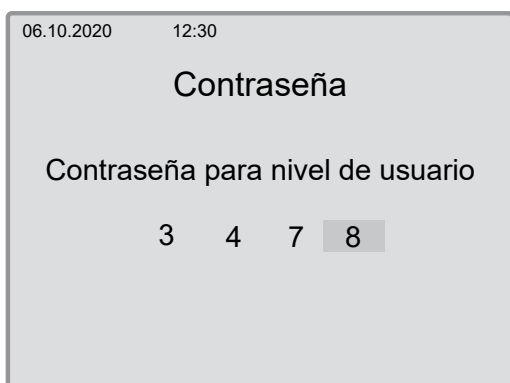 06.10.2020 12:30
Contraseña
Contraseña para nivel de usuario
3 4 7 8